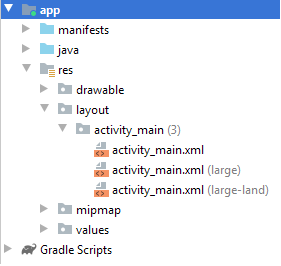 app
manifests
java
res
drawable
layout
activity_main (3)
activity_main.xml
activity_main.xml (large)
activity_main.xml (large-land)
mipmap
values
Gradle Scripts